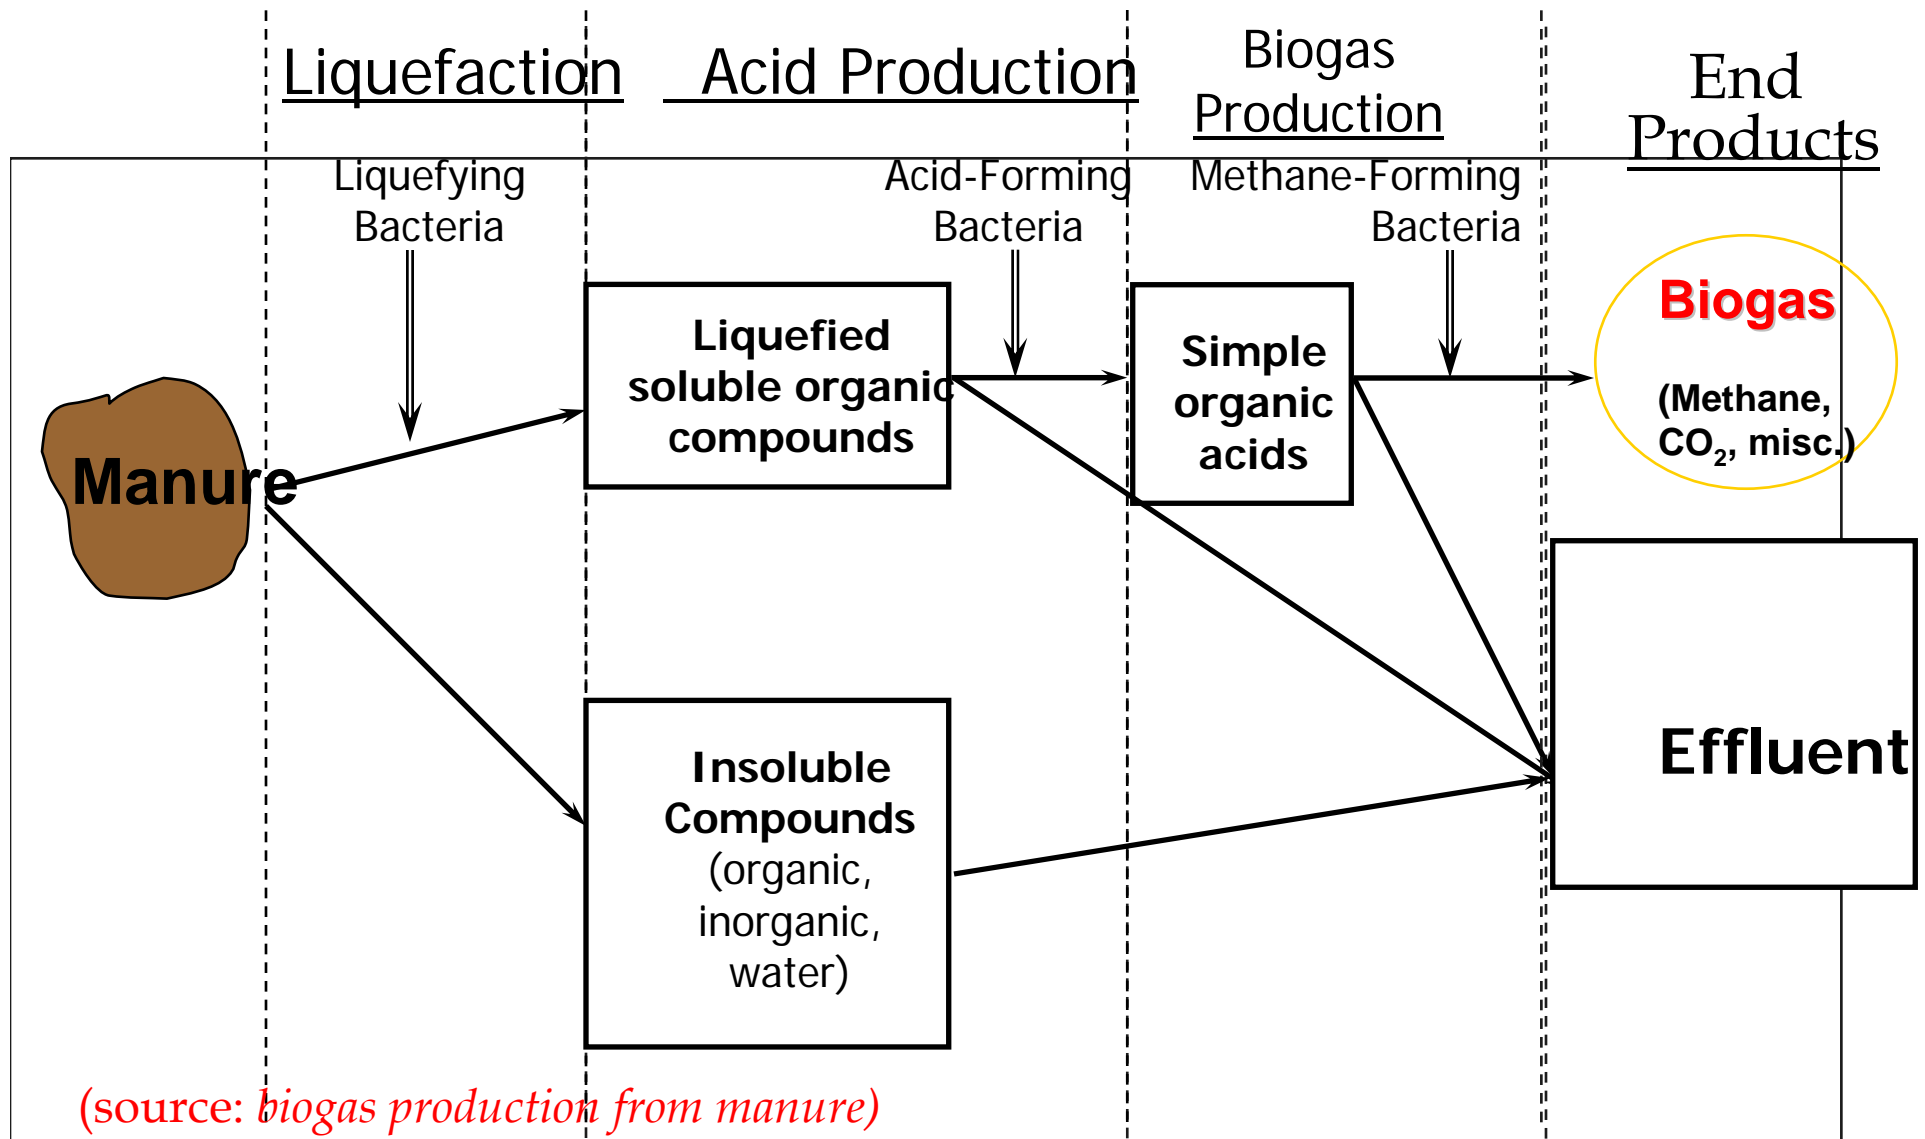 Liquefaction
Acid Production
Biogas
Production
End
Products
Liquefying
Bacteria
Acid-Forming
Bacteria
Methane-Forming
Bacteria
Manure
Liquefied
soluble organic
compounds
Simple
organic
acids
Biogas
(Methane,
CO₂, misc.)
Insoluble
Compounds
(organic,
inorganic,
water)
Effluent
(source: biogas production from manure)